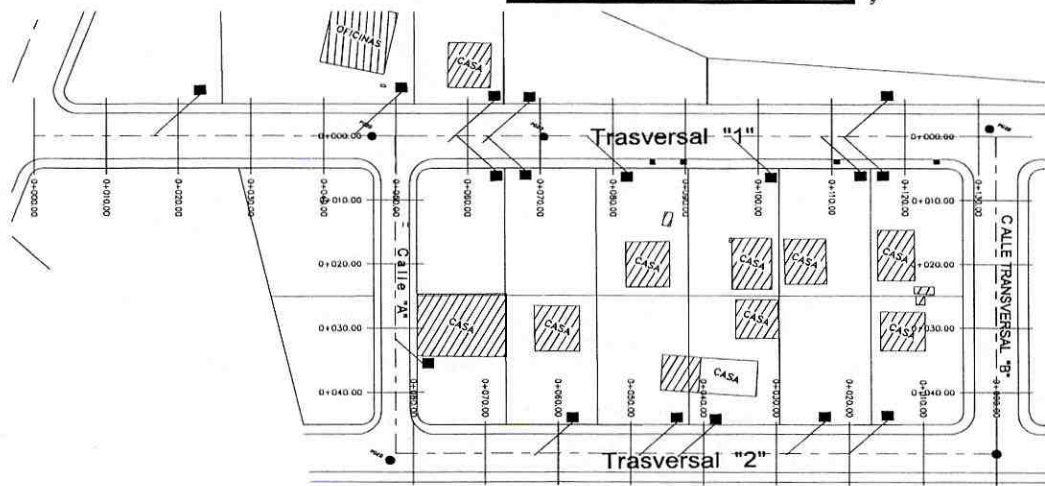 OFICINAS
CASA
Trasversal "1"
0+000.00
0+000.00
0+000.00
0+010.00
0+020.00
0+030.00
0+060.00
0+070.00
0+080.00
0+090.00
0+100.00
0+110.00
0+120.00
0+130.00
0+010.00
0+020.00
0+030.00
0+040.00
Calle "A"
CASA
CASA
CASA
CASA
CASA
CASA
CASA
CASA
CASA
0+010.00
0+020.00
0+030.00
0+040.00
CALLE TRANSVERSAL "B"
0+070.00
0+060.00
0+050.00
0+040.00
0+030.00
0+020.00
0+010.00
0+000.00
Trasversal "2"